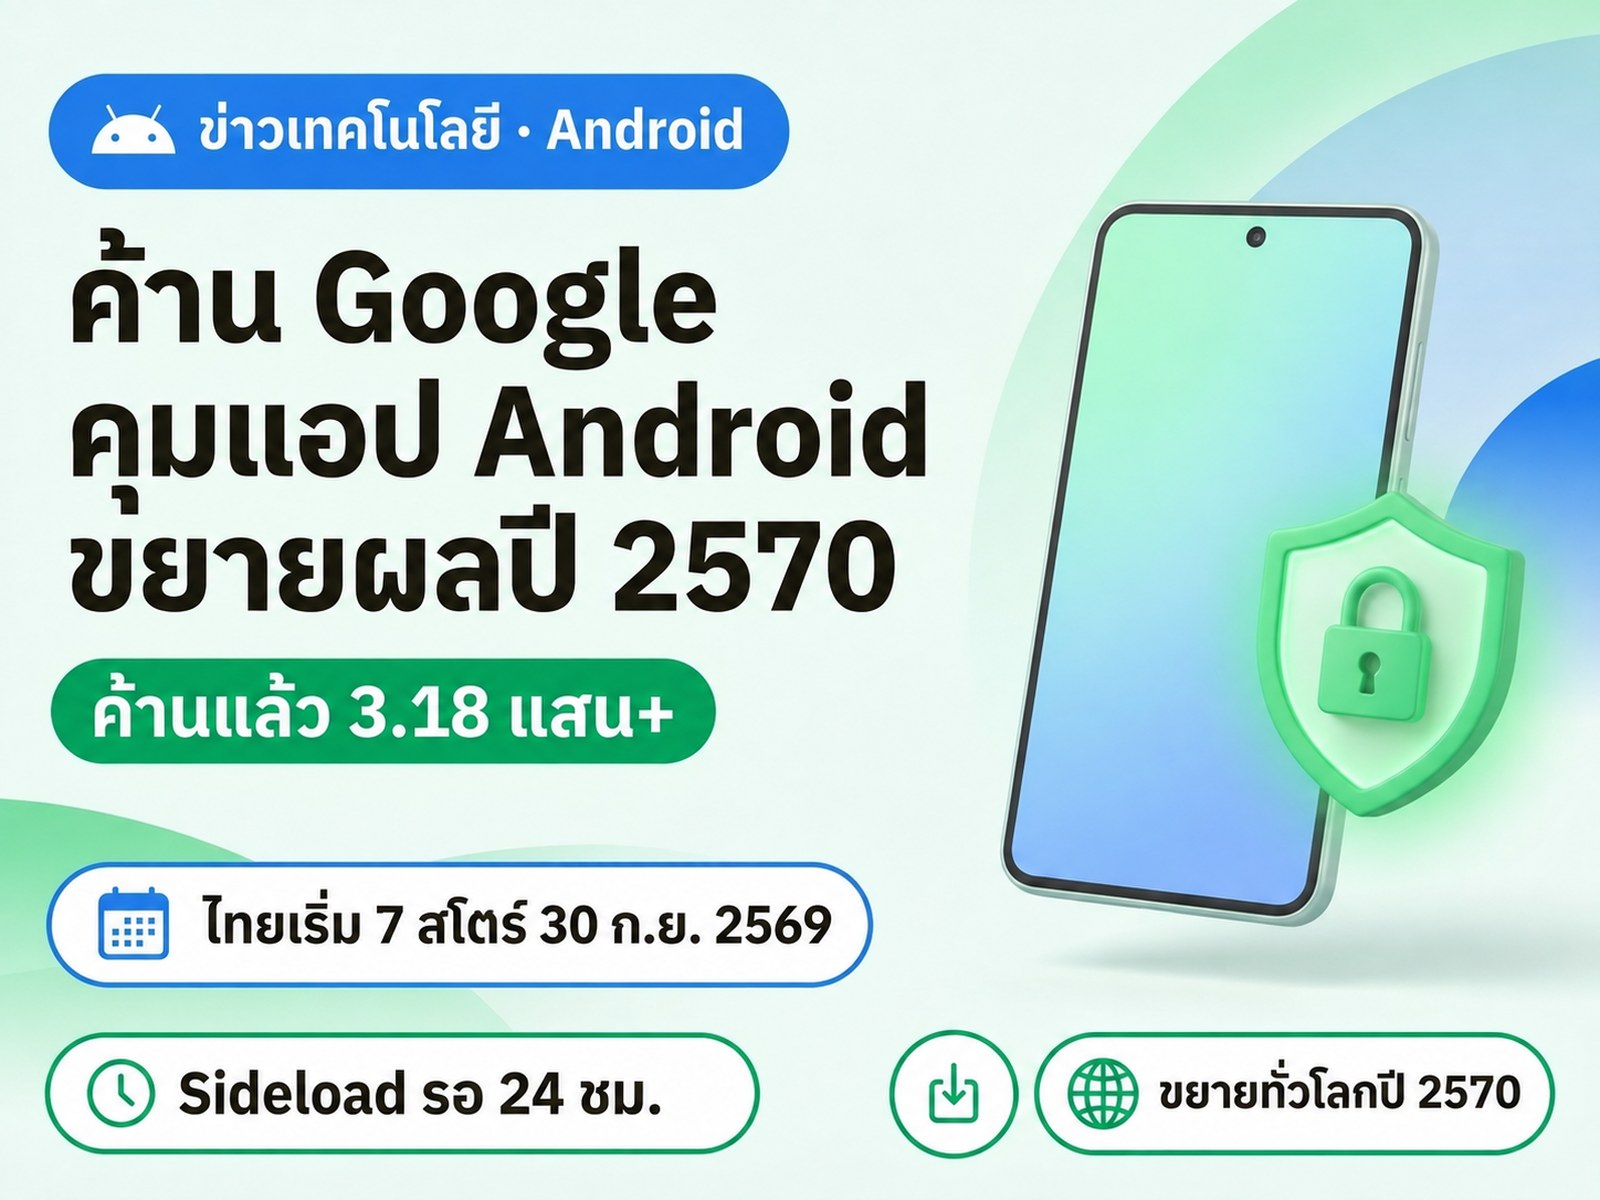 ข่าวเทคโนโลยี · Android
ค้าน Google
คุมแอป Android
ขยายผลปี 2570
ค้านแล้ว 3.18 แสน+
ไทยเริ่ม 7 สโตร์ 30 ก.ย. 2569
Sideload รอ 24 ชม.
ขยายทั่วโลกปี 2570